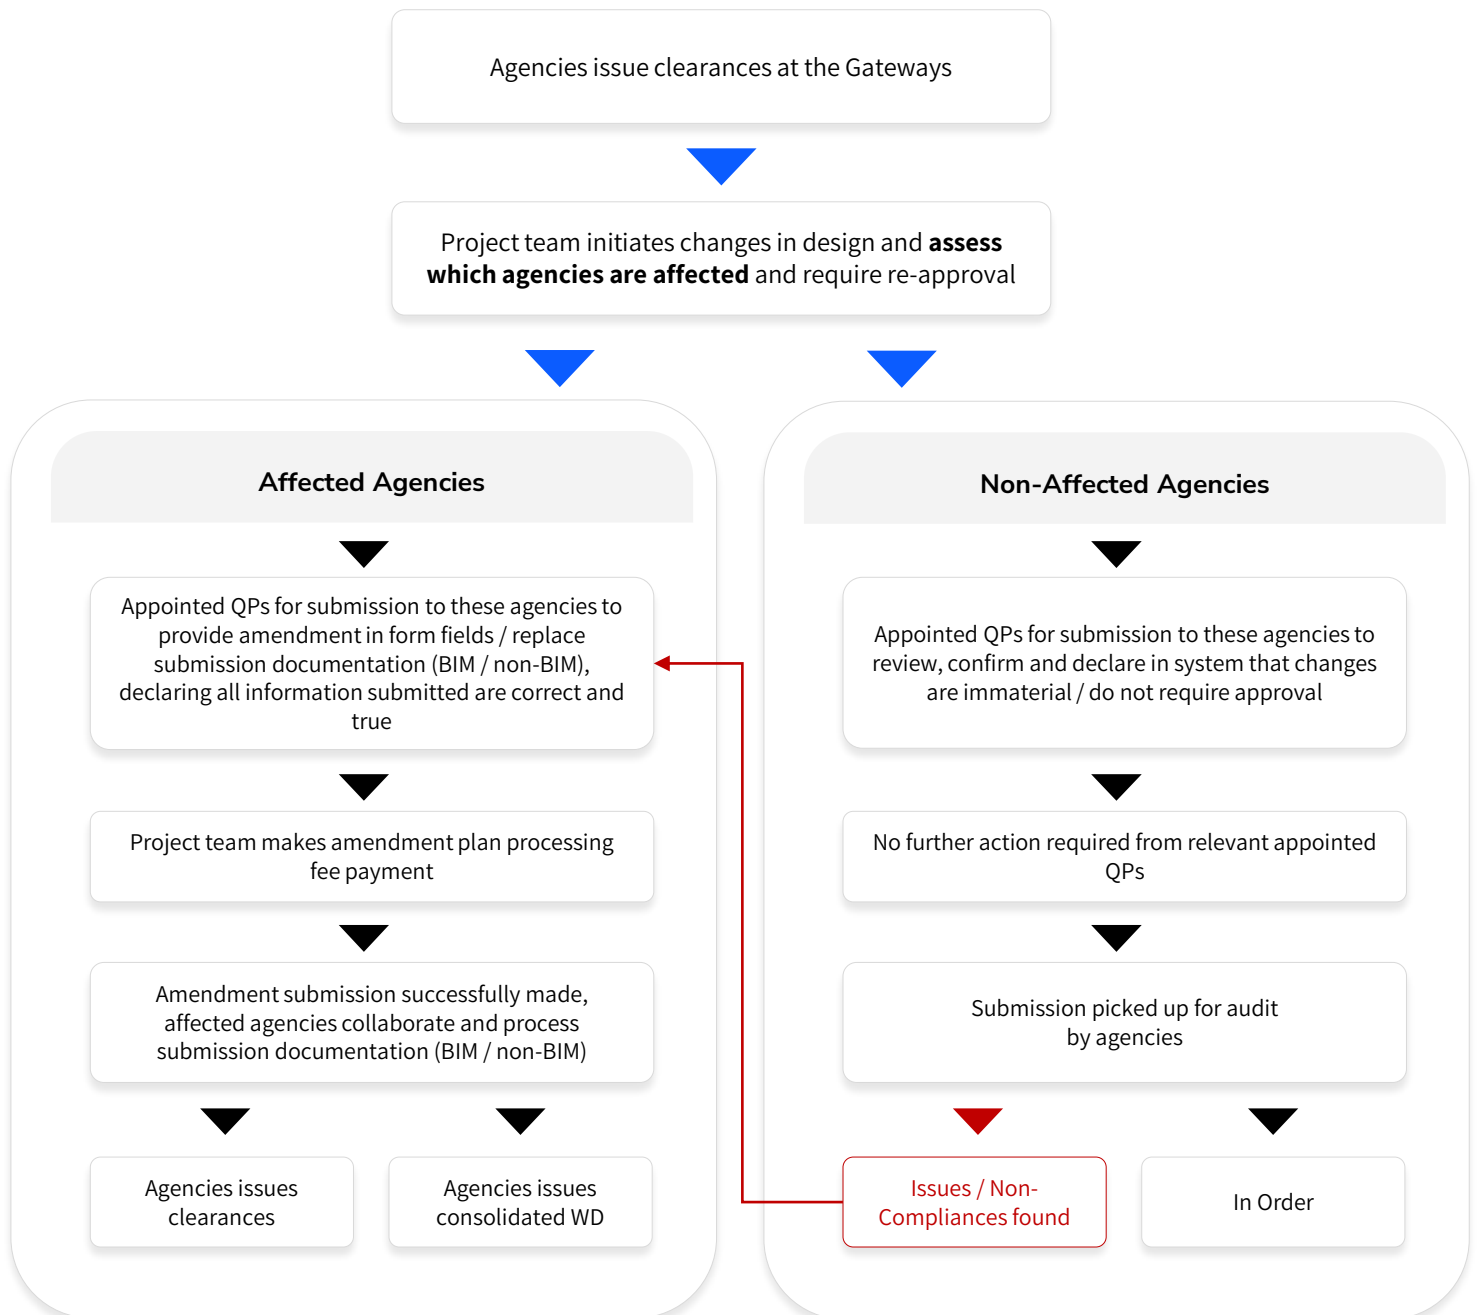 Agencies issue clearances at the Gateways
Project team initiates changes in design and assess
which agencies are affected and require re-approval
Affected Agencies
Appointed QPs for submission to these agencies to
provide amendment in form fields / replace
submission documentation (BIM / non-BIM),
declaring all information submitted are correct and
true
Project team makes amendment plan processing
fee payment
Amendment submission successfully made,
affected agencies collaborate and process
submission documentation (BIM / non-BIM)
Agencies issues
clearances
Agencies issues
consolidated WD
Non-Affected Agencies
Appointed QPs for submission to these agencies to
review, confirm and declare in system that changes
are immaterial / do not require approval
No further action required from relevant appointed
QPs
Submission picked up for audit
by agencies
Issues / Non-
Compliances found
In Order